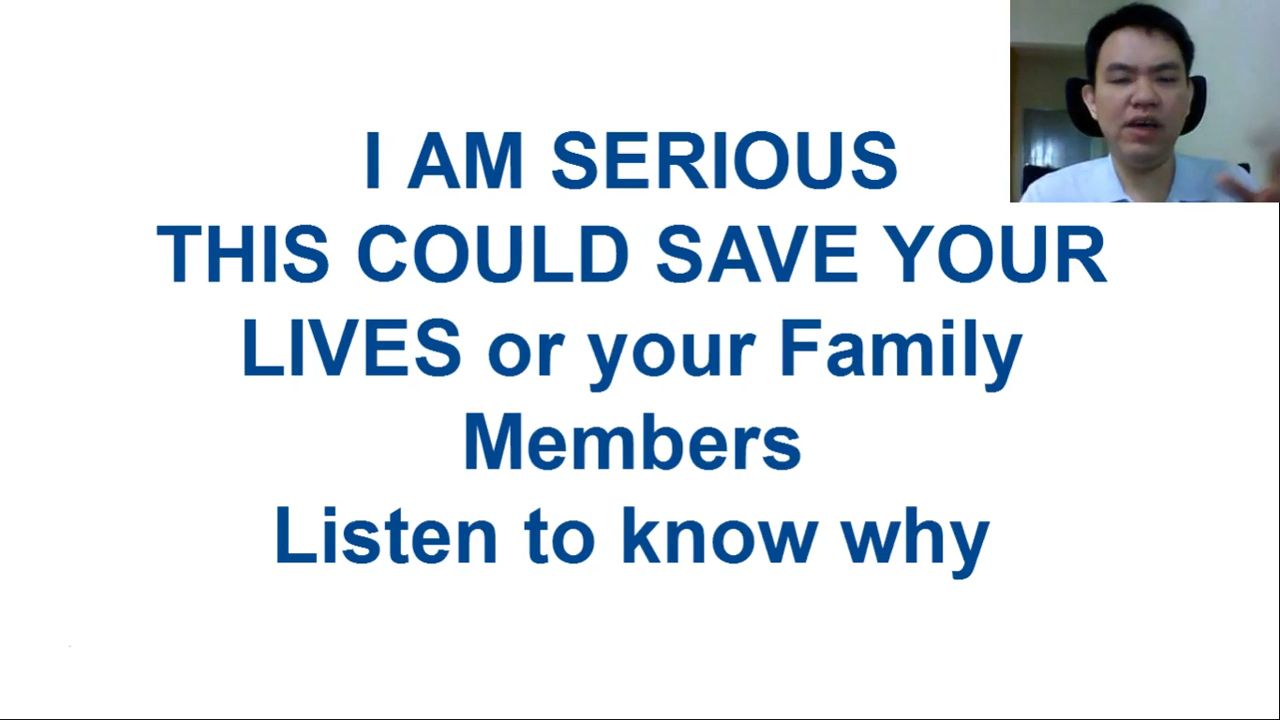 I AM SERIOUS
THIS COULD SAVE YOUR
LIVES or your Family
Members
Listen to know why